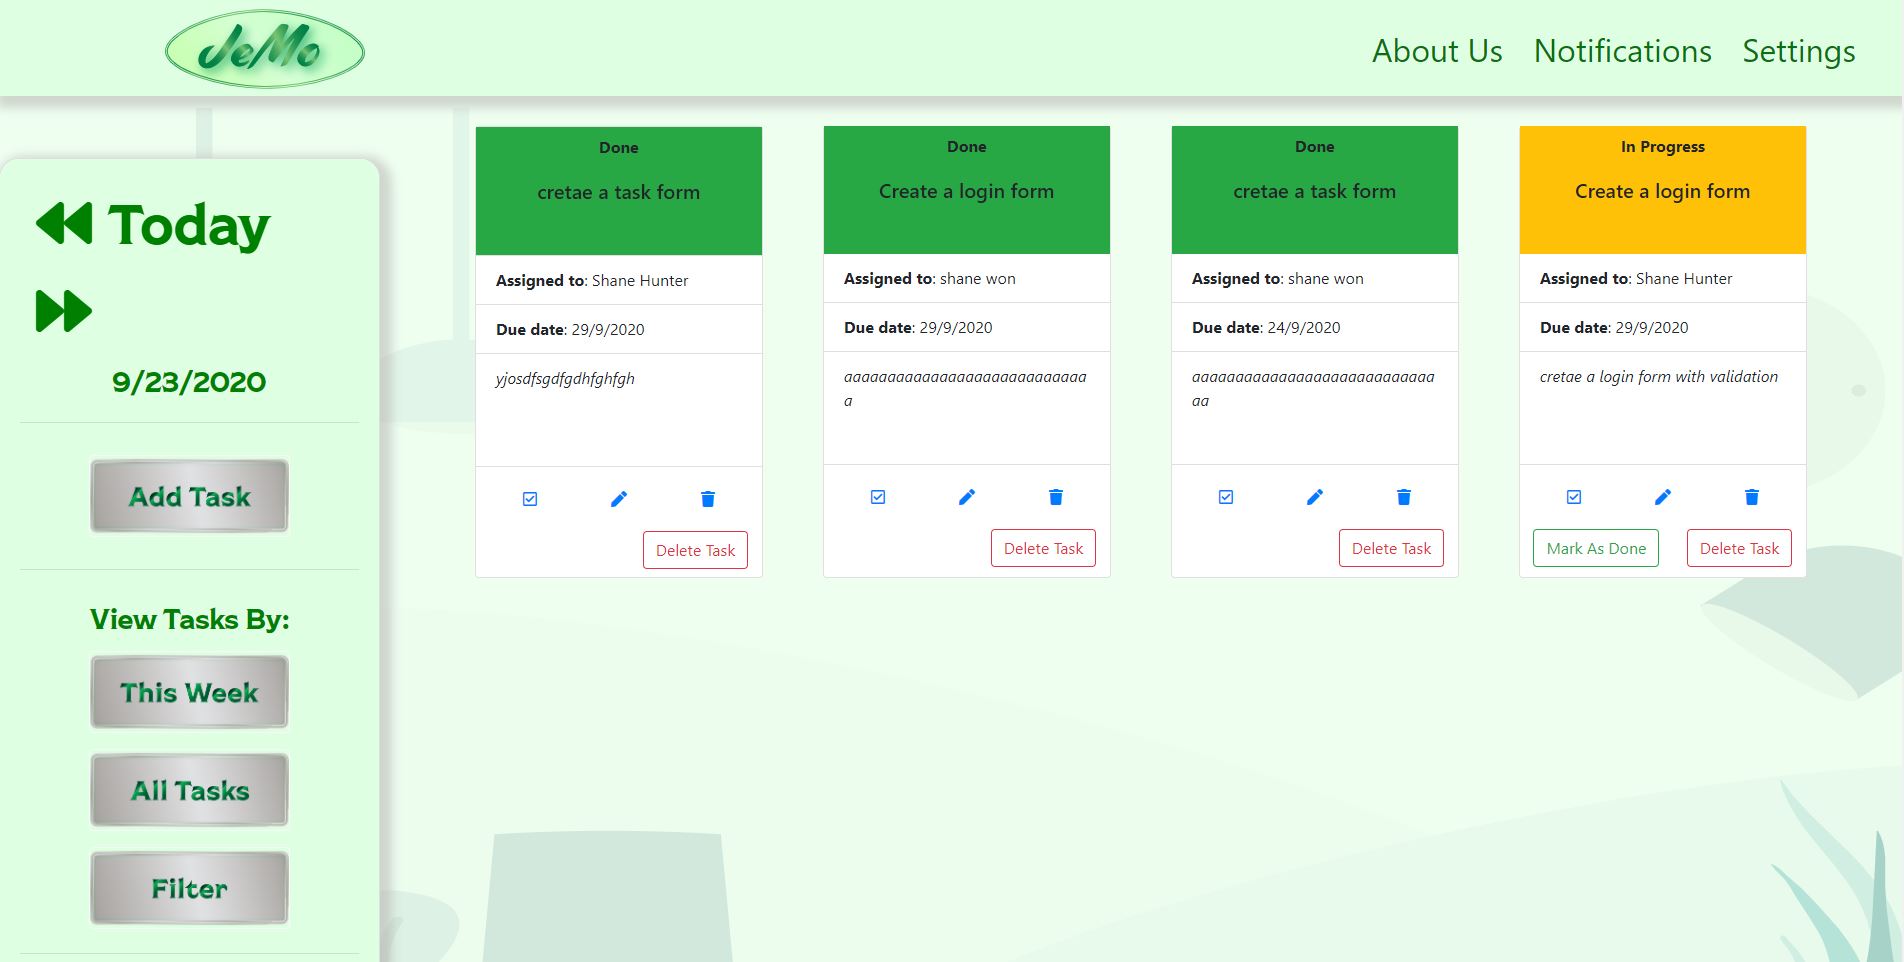 JeMo
About Us Notifications Settings
Today
9/23/2020
Add Task
View Tasks By:
This Week
All Tasks
Filter
Done
cretae a task form
Assigned to: Shane Hunter
Due date: 29/9/2020
yjosdfsgdfgdhfghfgh
Delete Task
Done
Create a login form
Assigned to: shane won
Due date: 29/9/2020
aaaaaaaaaaaaaaaaaaaaaaaaaaaa
a
Delete Task
Done
cretae a task form
Assigned to: shane won
Due date: 24/9/2020
aaaaaaaaaaaaaaaaaaaaaaaaaaaa
aa
Delete Task
In Progress
Create a login form
Assigned to: Shane Hunter
Due date: 29/9/2020
cretae a login form with validation
Mark As Done Delete Task